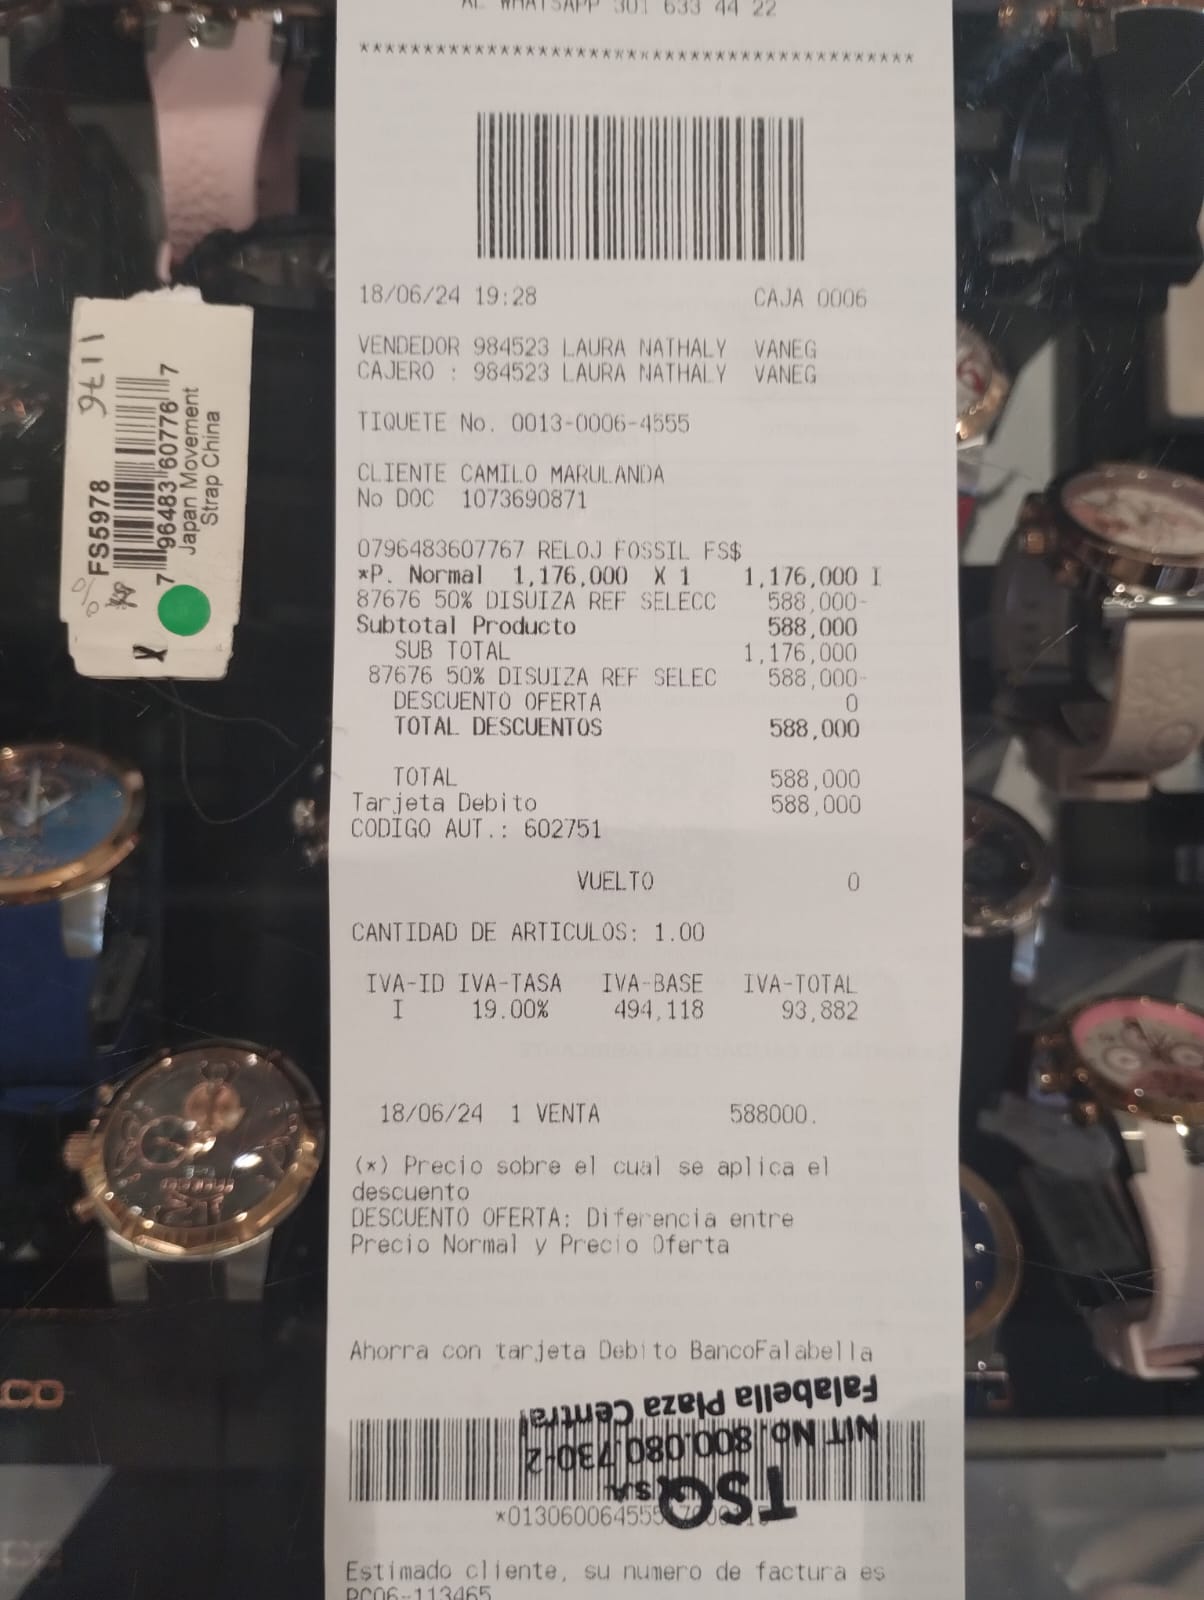 AL WHATSAPP 301 633 44 22
*******************************************
18/06/24 19:28 CAJA 0006
VENDEDOR 984523 LAURA NATHALY VANEG
CAJERO : 984523 LAURA NATHALY VANEG
TIQUETE No. 0013-0006-4555
CLIENTE CAMILO MARULANDA
No DOC 1073690871
0796483607767 RELOJ FOSSIL FS$
*P. Normal 1,176,000 X 1 1,176,000 I
87676 50% DISUIZA REF SELECC 588,000-
Subtotal Producto 588,000
SUB TOTAL 1,176,000
87676 50% DISUIZA REF SELEC 588,000-
DESCUENTO OFERTA 0
TOTAL DESCUENTOS 588,000
TOTAL 588,000
Tarjeta Debito 588,000
CODIGO AUT.: 602751
VUELTO 0
CANTIDAD DE ARTICULOS: 1.00
IVA-ID IVA-TASA IVA-BASE IVA-TOTAL
I 19.00% 494,118 93,882
18/06/24 1 VENTA 588000.
(*) Precio sobre el cual se aplica el
descuento
DESCUENTO OFERTA: Diferencia entre
Precio Normal y Precio Oferta
Ahorra con tarjeta Debito BancoFalabella
TSQ S.A
NIT No. 800.080.730-2
Falabella Plaza Central
Estimado cliente, su numero de factura es
PC06-113465
1176
FS5978
7 96483 60776 7
Japan Movement
Strap China